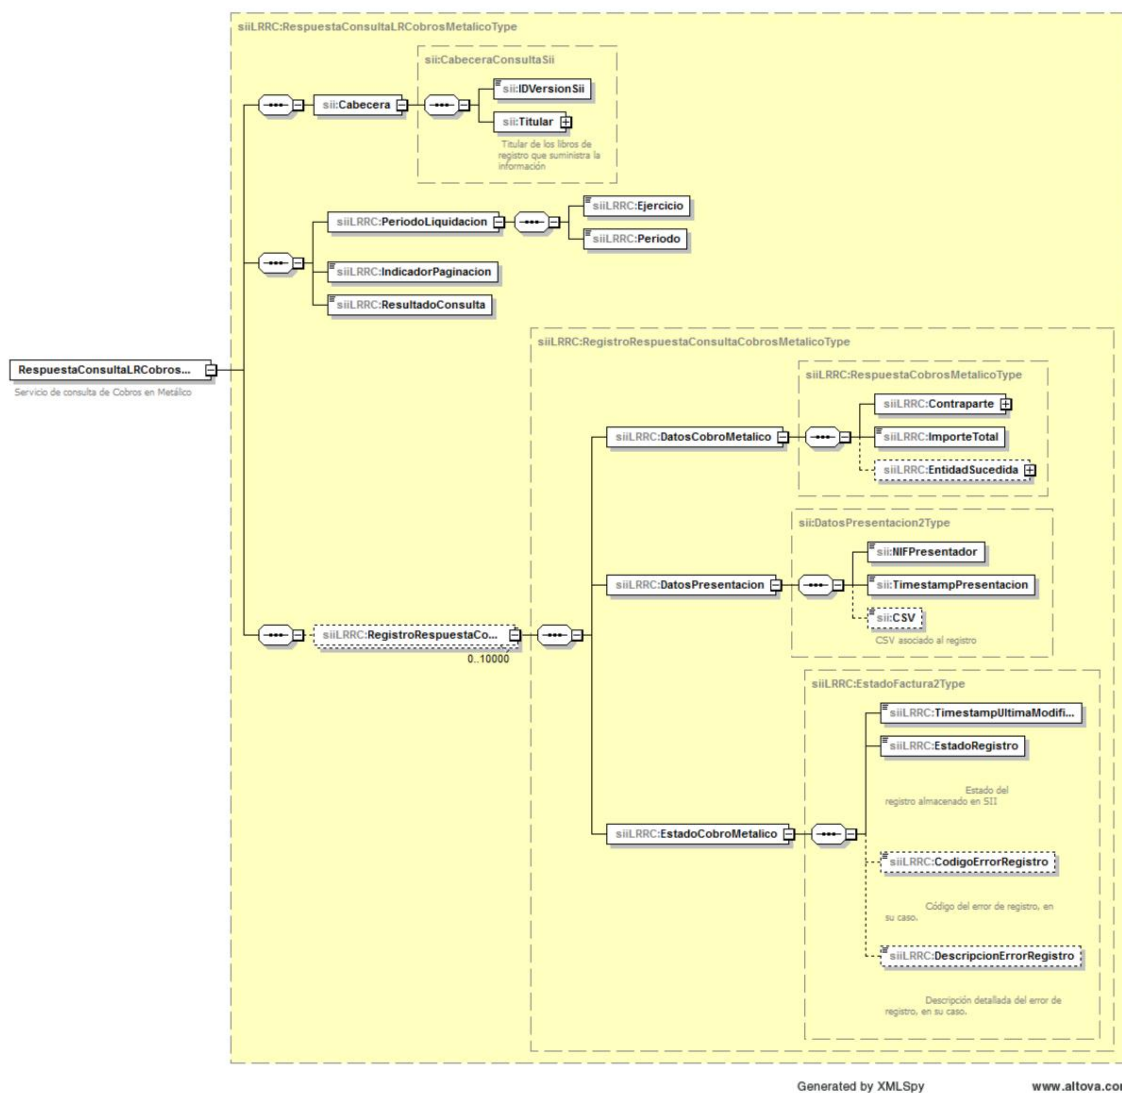 siiLRRC:RespuestaConsultaLRCobrosMetalicoType
sii:CabeceraConsultaSii
sii:IDVersionSii
sii:Cabecera
sii:Titular
Titular de los libros de
registro que suministra la
información
siiLRRC:Ejercicio
siiLRRC:PeriodoLiquidacion
siiLRRC:Periodo
siiLRRC:IndicadorPaginacion
siiLRRC:ResultadoConsulta
siiLRRC:RegistroRespuestaConsultaCobrosMetalicoType
RespuestaConsultaLRCobros...
Servicio de consulta de Cobros en Metálico
siiLRRC:RespuestaCobrosMetalicoType
siiLRRC:Contraparte
siiLRRC:DatosCobroMetalico
siiLRRC:ImporteTotal
siiLRRC:EntidadSucedida
sii:DatosPresentacion2Type
sii:NIFPresentador
siiLRRC:DatosPresentacion
sii:TimestampPresentacion
sii:CSV
CSV asociado al registro
siiLRRC:RegistroRespuestaCo...
0..10000
siiLRRC:EstadoFactura2Type
siiLRRC:TimestampUltimaModifi...
siiLRRC:EstadoRegistro
Estado del
registro almacenado en SII
siiLRRC:EstadoCobroMetalico
siiLRRC:CodigoErrorRegistro
Código del error de registro, en
su caso.
siiLRRC:DescripcionErrorRegistro
Descripción detallada del error de
registro, en su caso.
Generated by XMLSpy
www.altova.com